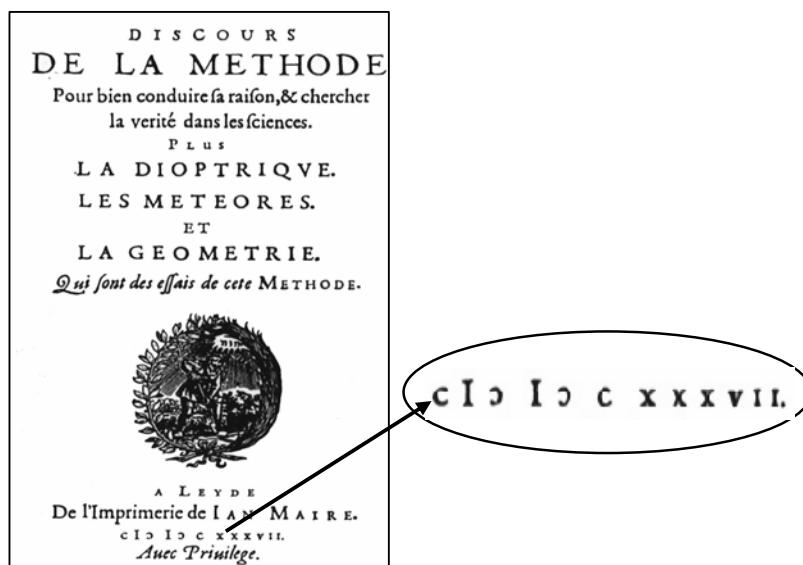 DISCOURS
DE LA METHODE
Pour bien conduire ſa raiſon, & chercher
la verité dans les ſciences.
PLUS
LA DIOPTRIQVE.
LES METEORES.
ET
LA GEOMETRIE.
Qui ſont des eſſais de cete METHODE.
A LEYDE
De l'Imprimerie de IAN MAIRE.
cIↄ Iↄ c xxxvii.
Auec Priuilege.
cIↄ Iↄ c xxxvii.